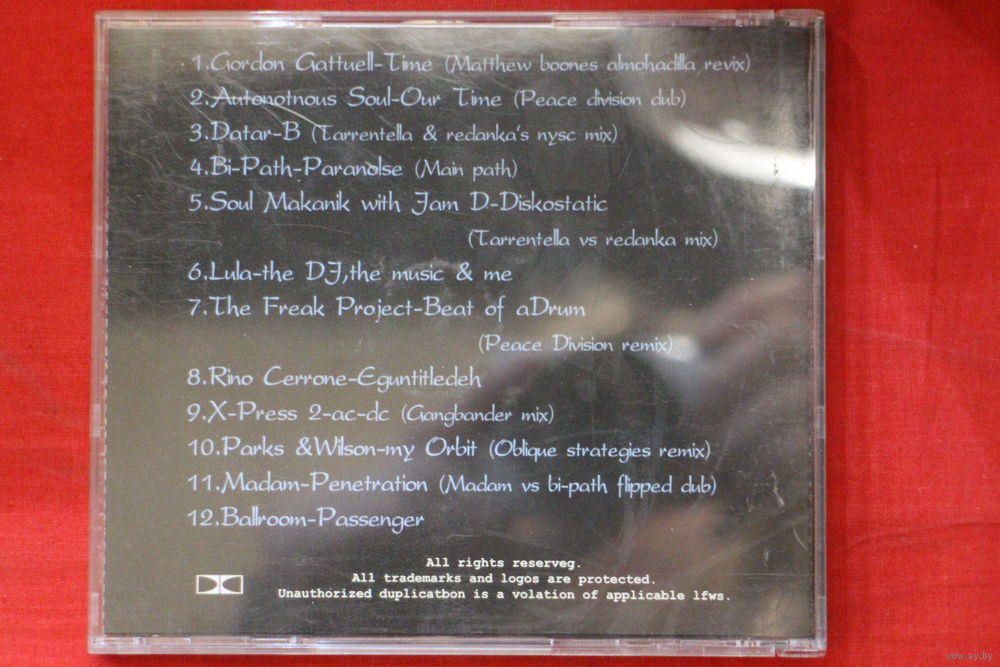 1.Gordon Gattuell-Time (Matthew boones almohadilla revix)
2.Autonotnous Soul-Our Time (Peace division dub)
3.Datar-B (Tarrentella & redanka's nysc mix)
4.Bi-Path-Paranolse (Main path)
5.Soul Makanik with Jam D-Diskostatic
(Tarrentella vs redanka mix)
6.Lula-the DJ,the music & me
7.The Freak Project-Beat of aDrum
(Peace Division remix)
8.Rino Cerrone-Eguntitledeh
9.X-Press 2-ac-dc (Gangbander mix)
10.Parks &Wilson-my Orbit (Oblique strategies remix)
11.Madam-Penetration (Madam vs bi-path flipped dub)
12.Ballroom-Passenger
All rights reserveg.
All trademarks and logos are protected.
Unauthorized duplicatbon is a volation of applicable lfws.
www.ay.by